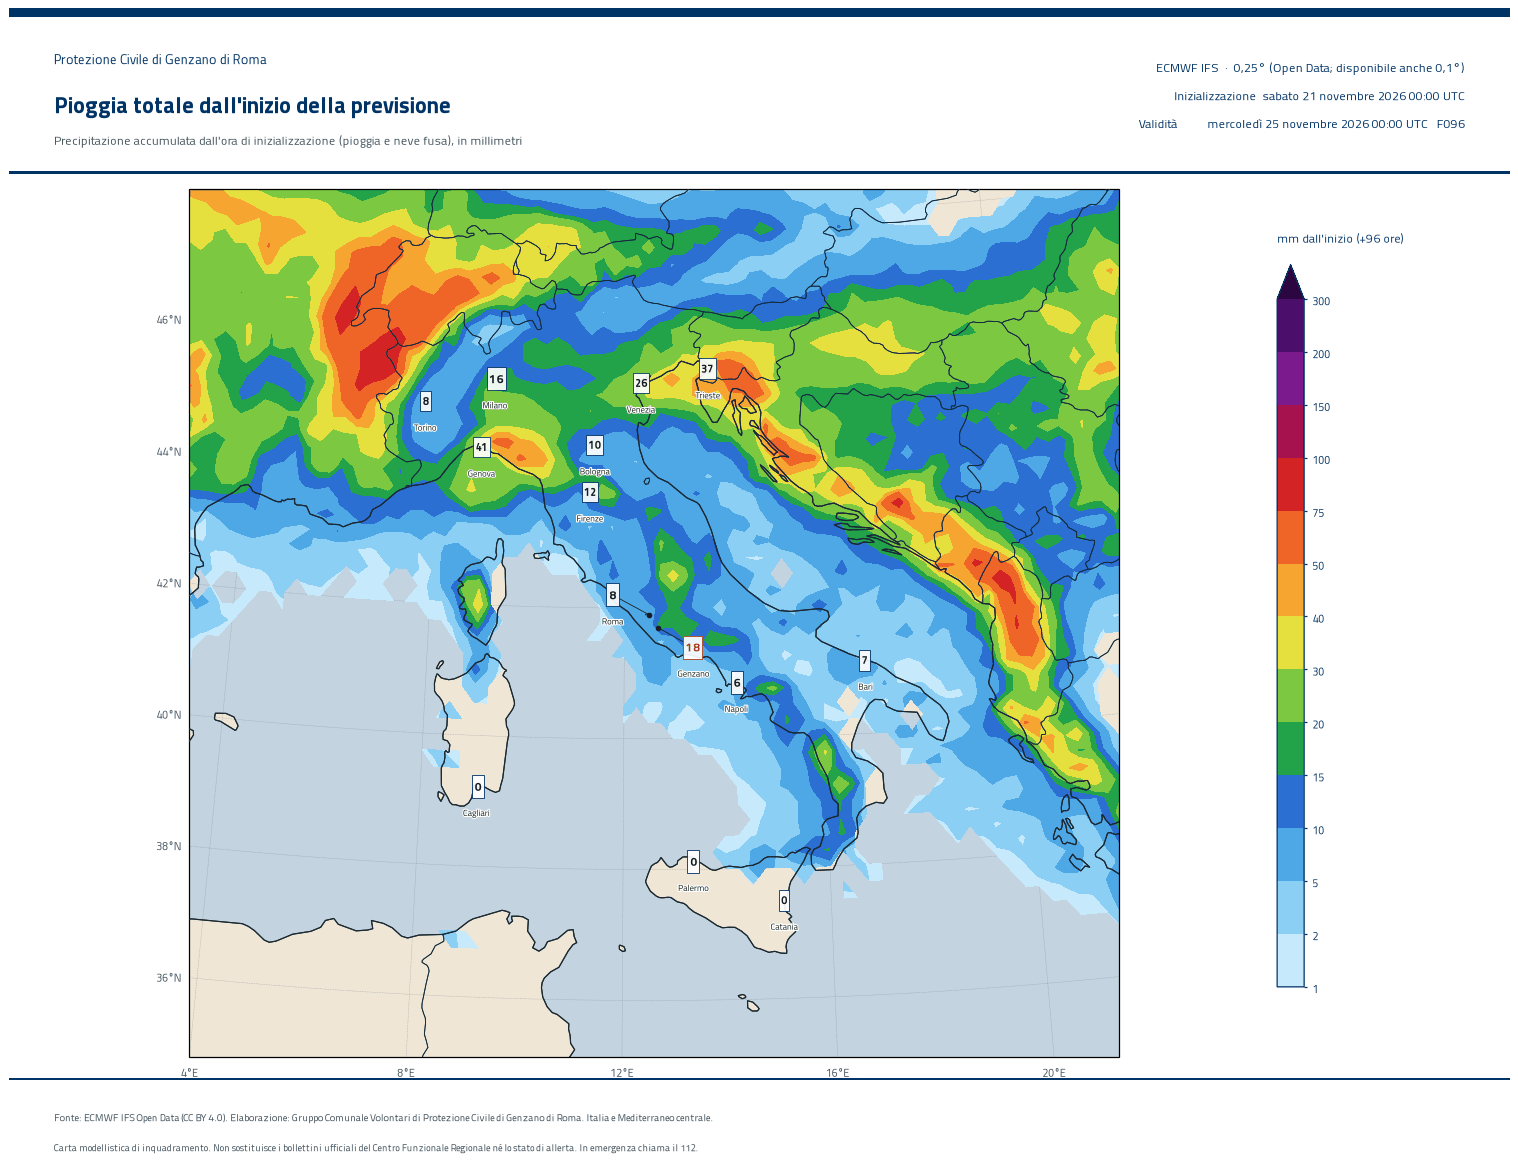 Protezione Civile di Genzano di Roma
Pioggia totale dall'inizio della previsione
Precipitazione accumulata dall'ora di inizializzazione (pioggia e neve fusa), in millimetri
ECMWF IFS · 0,25° (Open Data; disponibile anche 0,1°)
Inizializzazione sabato 21 novembre 2026 00:00 UTC
Validità mercoledì 25 novembre 2026 00:00 UTC F096
mm dall'inizio (+96 ore)
300
200
150
100
75
50
40
30
20
15
10
5
2
1
46°N
44°N
42°N
40°N
38°N
36°N
4°E
8°E
12°E
16°E
20°E
37
Trieste
26
Venezia
16
Milano
8
Torino
41
Genova
10
Bologna
12
Firenze
8
Roma
18
Genzano
6
Napoli
7
Bari
0
Cagliari
0
Palermo
0
Catania
Fonte: ECMWF IFS Open Data (CC BY 4.0). Elaborazione: Gruppo Comunale Volontari di Protezione Civile di Genzano di Roma. Italia e Mediterraneo centrale.
Carta modellistica di inquadramento. Non sostituisce i bollettini ufficiali del Centro Funzionale Regionale né lo stato di allerta. In emergenza chiama il 112.